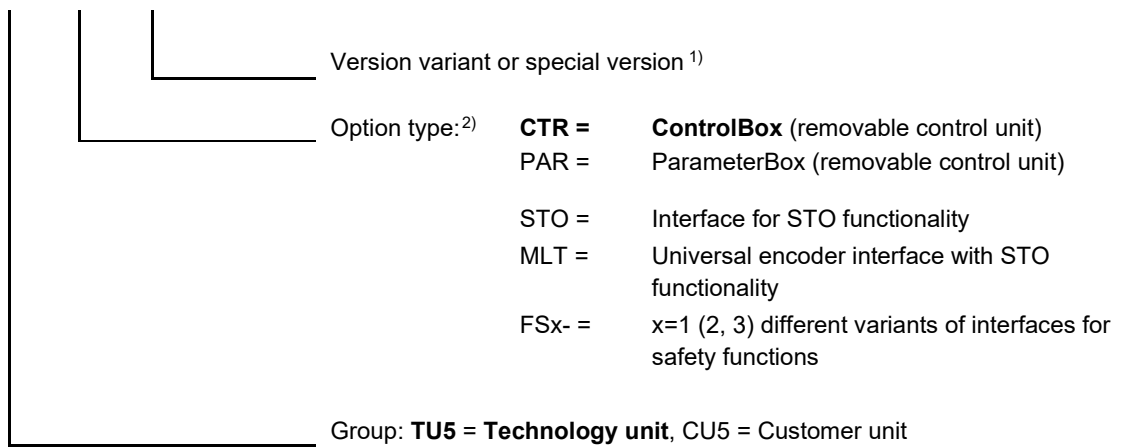 Version variant or special version 1)
Option type:2) CTR = ControlBox (removable control unit)
PAR = ParameterBox (removable control unit)
STO = Interface for STO functionality
MLT = Universal encoder interface with STO
functionality
FSx- = x=1 (2, 3) different variants of interfaces for
safety functions
Group: TU5 = Technology unit, CU5 = Customer unit